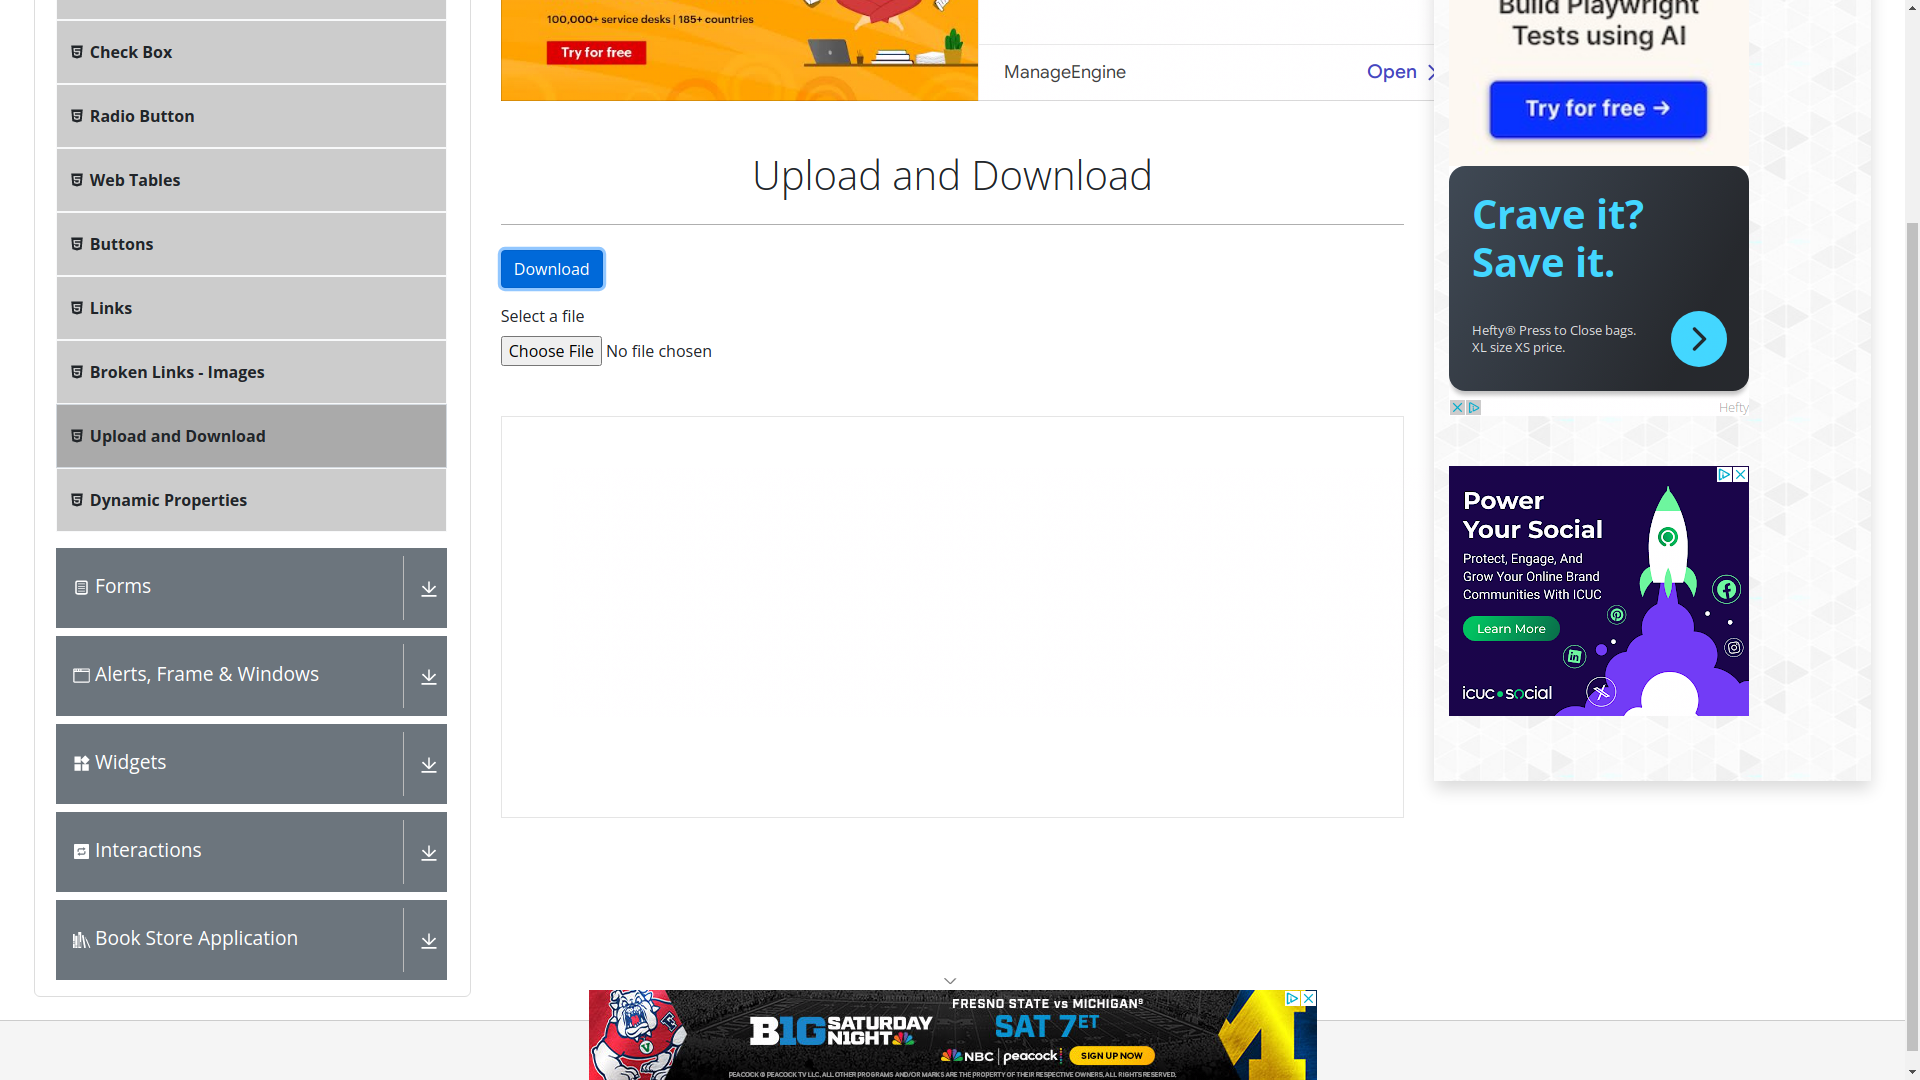 Check Box
Radio Button
Web Tables
Buttons
Links
Broken Links - Images
Upload and Download
Dynamic Properties
Forms
Alerts, Frame & Windows
Widgets
Interactions
Book Store Application
100,000+ service desks | 185+ countries
Try for free
ManageEngine
Open
Upload and Download
Download
Select a file
Choose File No file chosen
Build Playwright
Tests using AI
Try for free →
Crave it?
Save it.
Hefty® Press to Close bags.
XL size XS price.
Hefty
Power
Your Social
Protect, Engage, And
Grow Your Online Brand
Communities With ICUC
Learn More
icuc•social
FRESNO STATE vs MICHIGAN⁹
B1G SATURDAY
NIGHT
SAT 7ET
NBC | peacock
SIGN UP NOW
PEACOCK © PEACOCK TV LLC, ALL OTHER PROGRAMS AND/OR MARKS ARE THE PROPERTY OF THEIR RESPECTIVE OWNERS, ALL RIGHTS RESERVED.